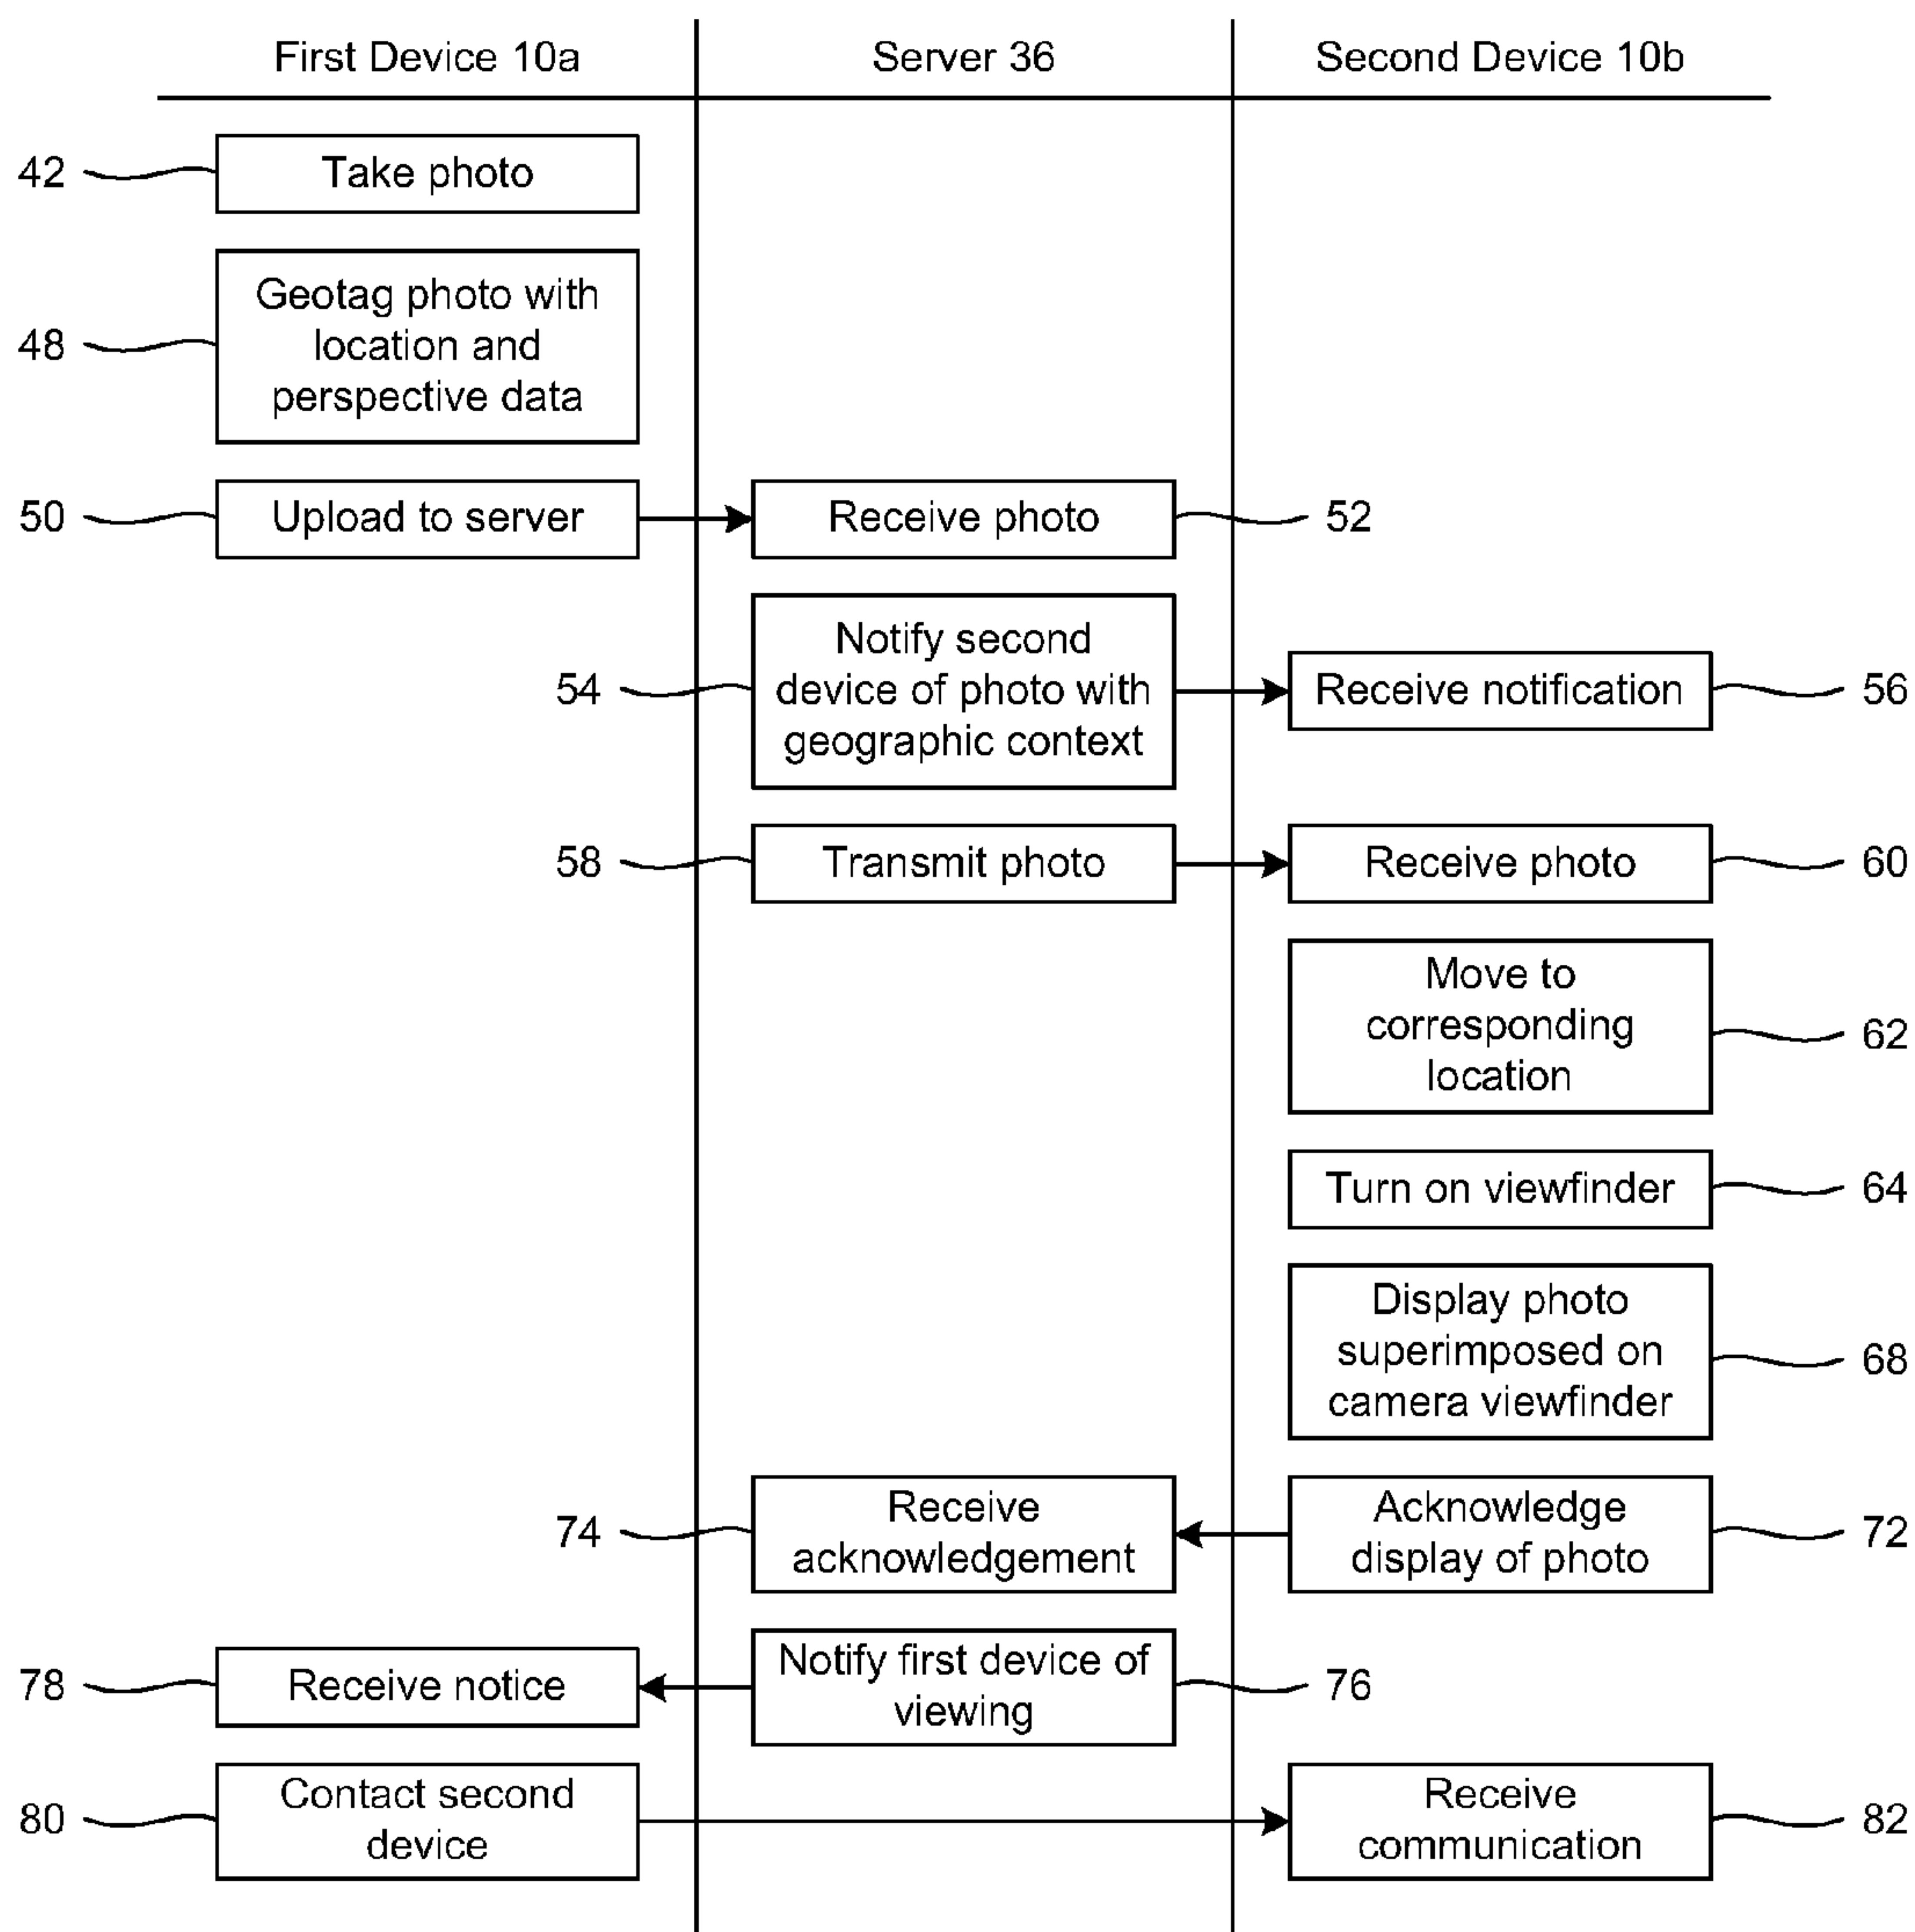 First Device 10a
Server 36
Second Device 10b
42
Take photo
48
Geotag photo with
location and
perspective data
50
Upload to server
Receive photo
52
54
Notify second
device of photo with
geographic context
Receive notification
56
58
Transmit photo
Receive photo
60
Move to
corresponding
location
62
Turn on viewfinder
64
Display photo
superimposed on
camera viewfinder
68
74
Receive
acknowledgement
Acknowledge
display of photo
72
78
Receive notice
Notify first device of
viewing
76
80
Contact second
device
Receive
communication
82